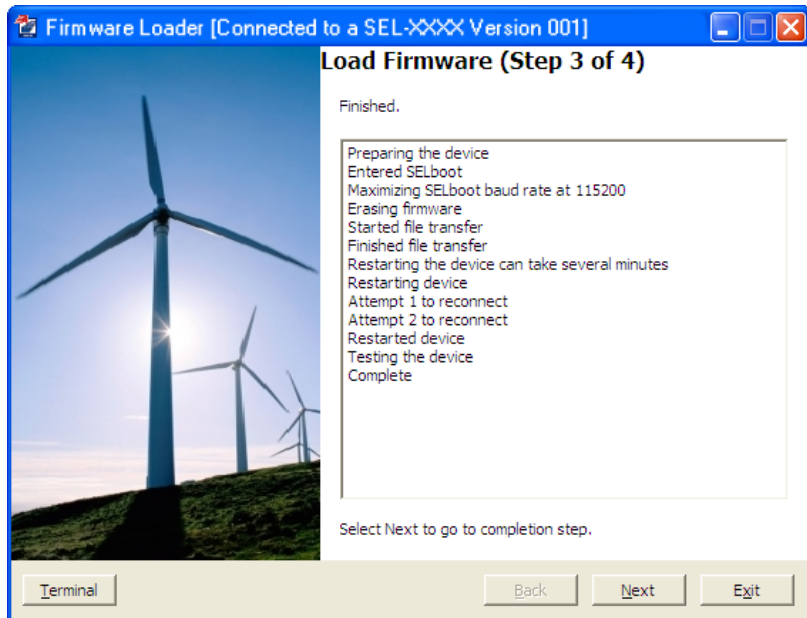 Firmware Loader [Connected to a SEL-XXXX Version 001]
Load Firmware (Step 3 of 4)
Finished.
Preparing the device
Entered SELboot
Maximizing SELboot baud rate at 115200
Erasing firmware
Started file transfer
Finished file transfer
Restarting the device can take several minutes
Restarting device
Attempt 1 to reconnect
Attempt 2 to reconnect
Restarted device
Testing the device
Complete
Select Next to go to completion step.
Terminal
Back
Next
Exit